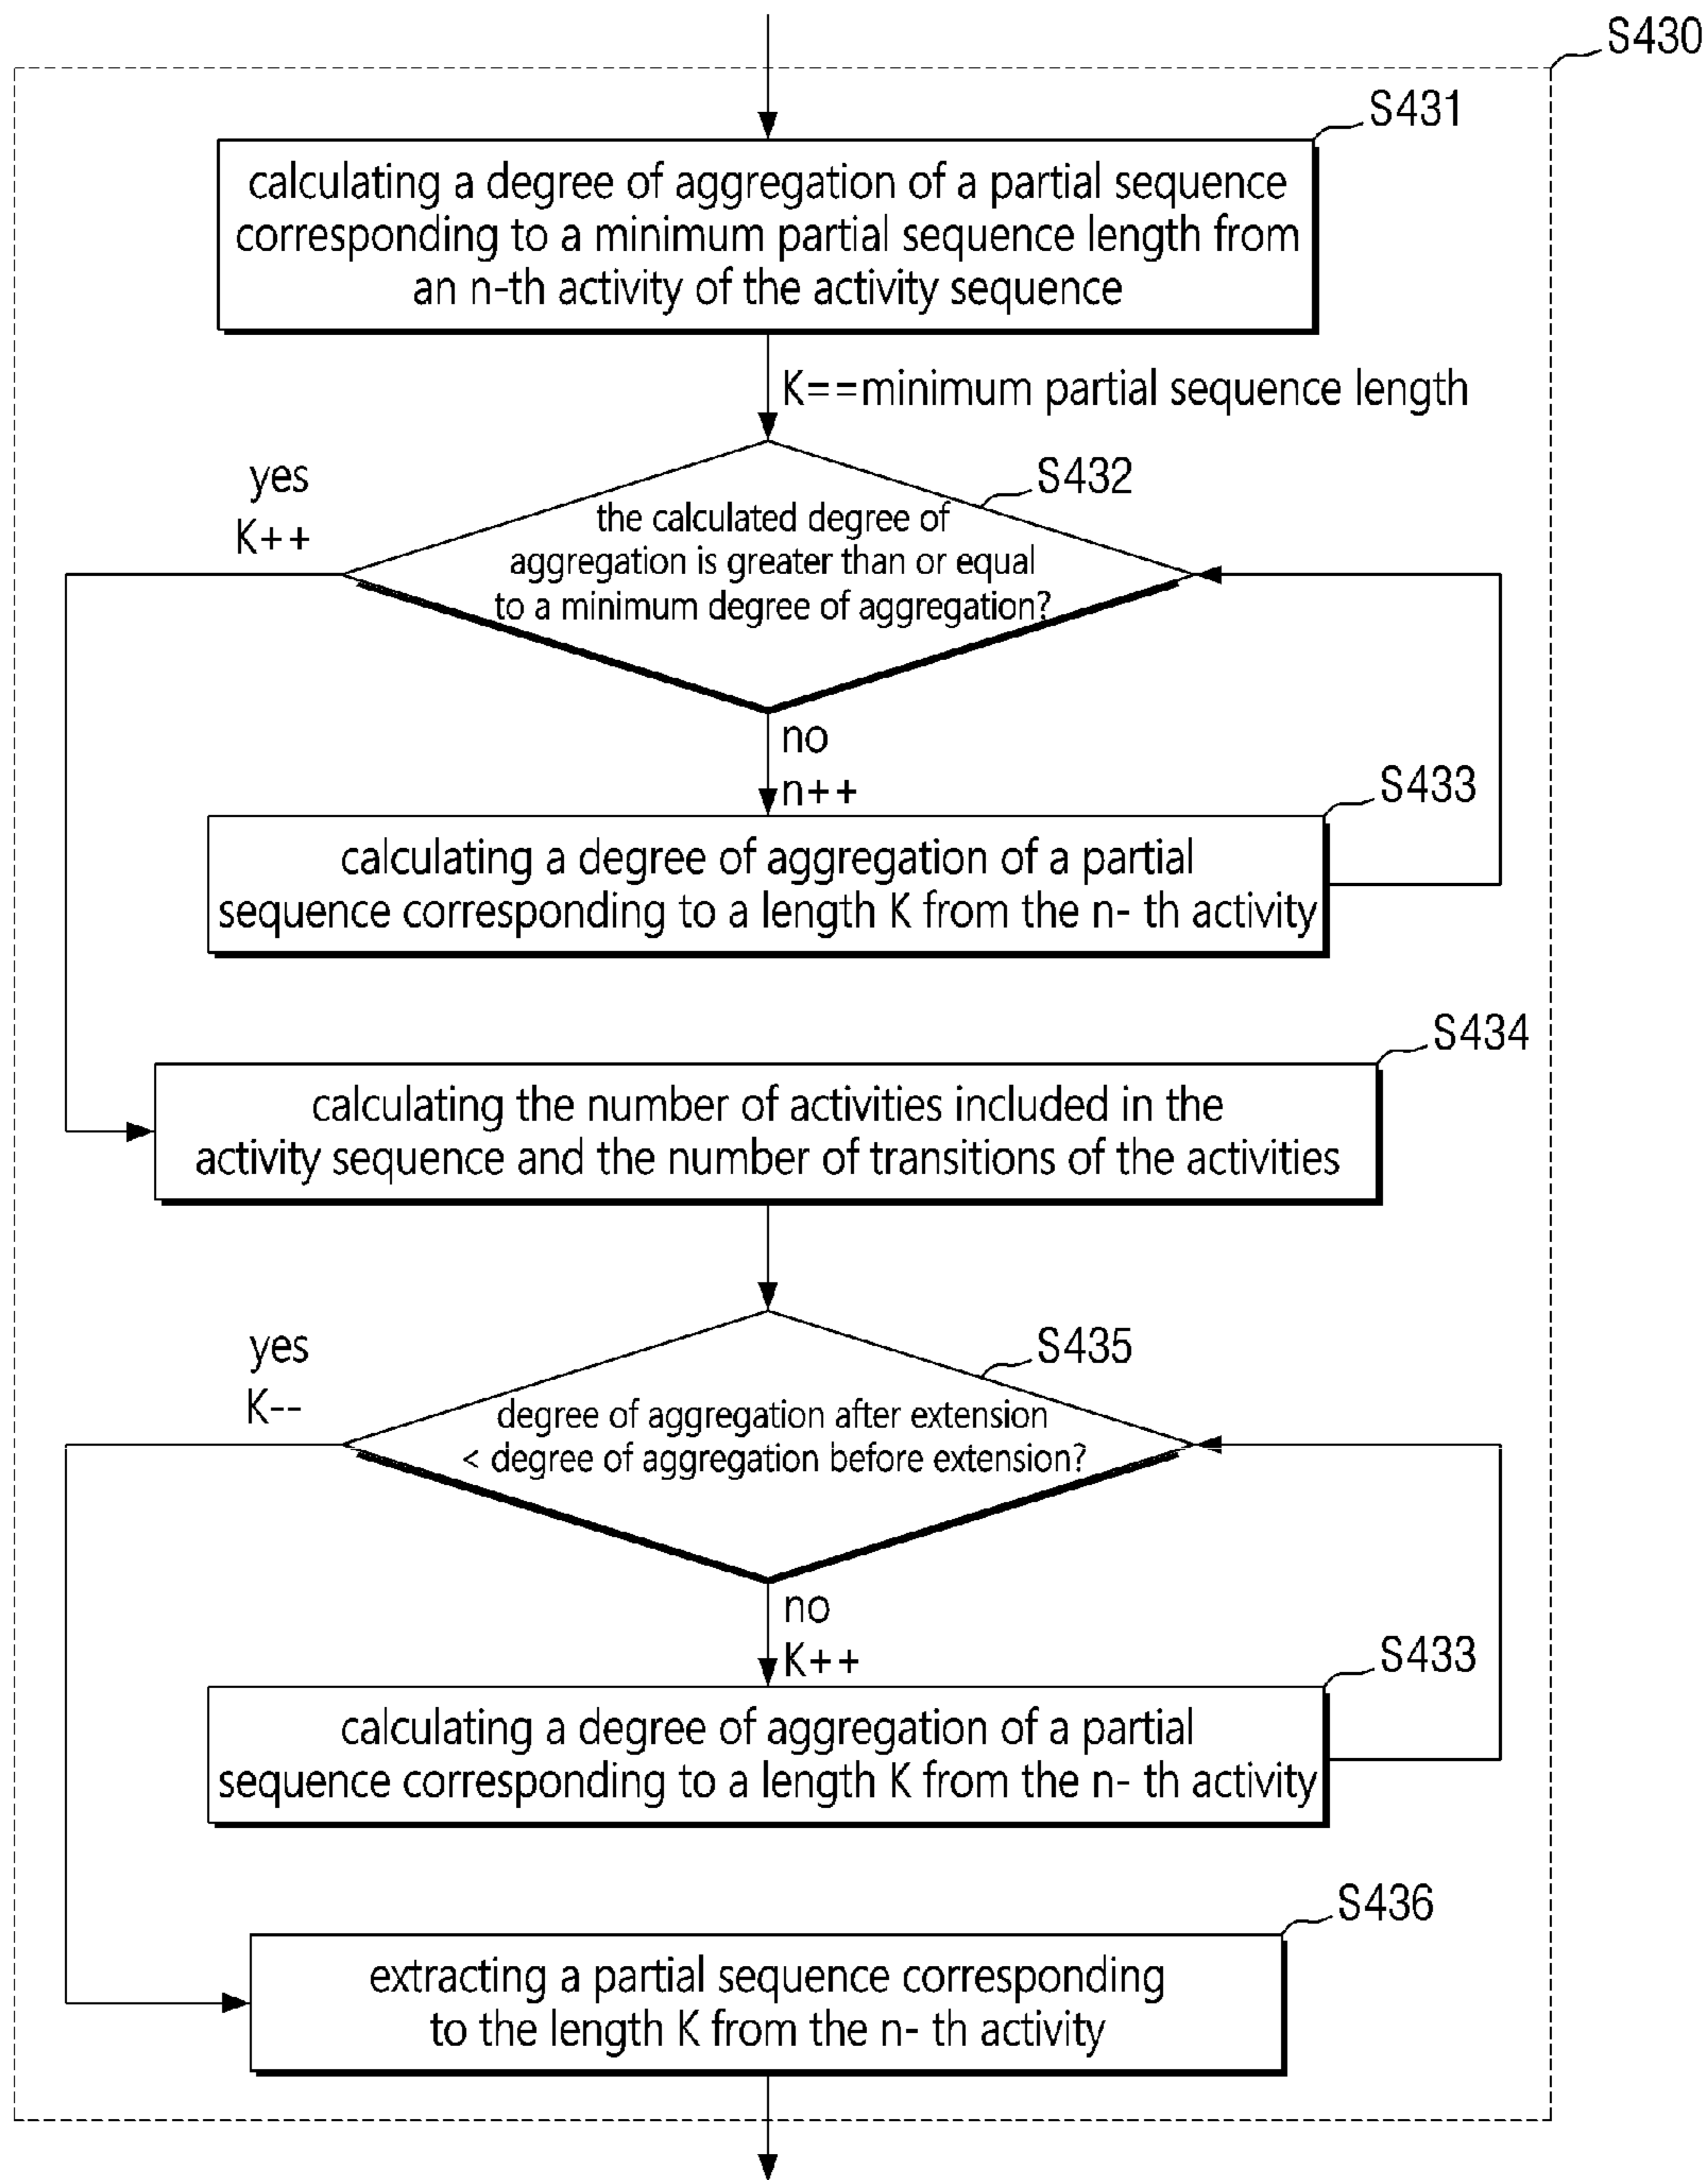 S430
S431
calculating a degree of aggregation of a partial sequence
corresponding to a minimum partial sequence length from
an n-th activity of the activity sequence
K==minimum partial sequence length
yes
K++
S432
the calculated degree of
aggregation is greater than or equal
to a minimum degree of aggregation?
no
n++
S433
calculating a degree of aggregation of a partial
sequence corresponding to a length K from the n- th activity
S434
calculating the number of activities included in the
activity sequence and the number of transitions of the activities
yes
K--
S435
degree of aggregation after extension
< degree of aggregation before extension?
no
K++
S433
calculating a degree of aggregation of a partial
sequence corresponding to a length K from the n- th activity
S436
extracting a partial sequence corresponding
to the length K from the n- th activity